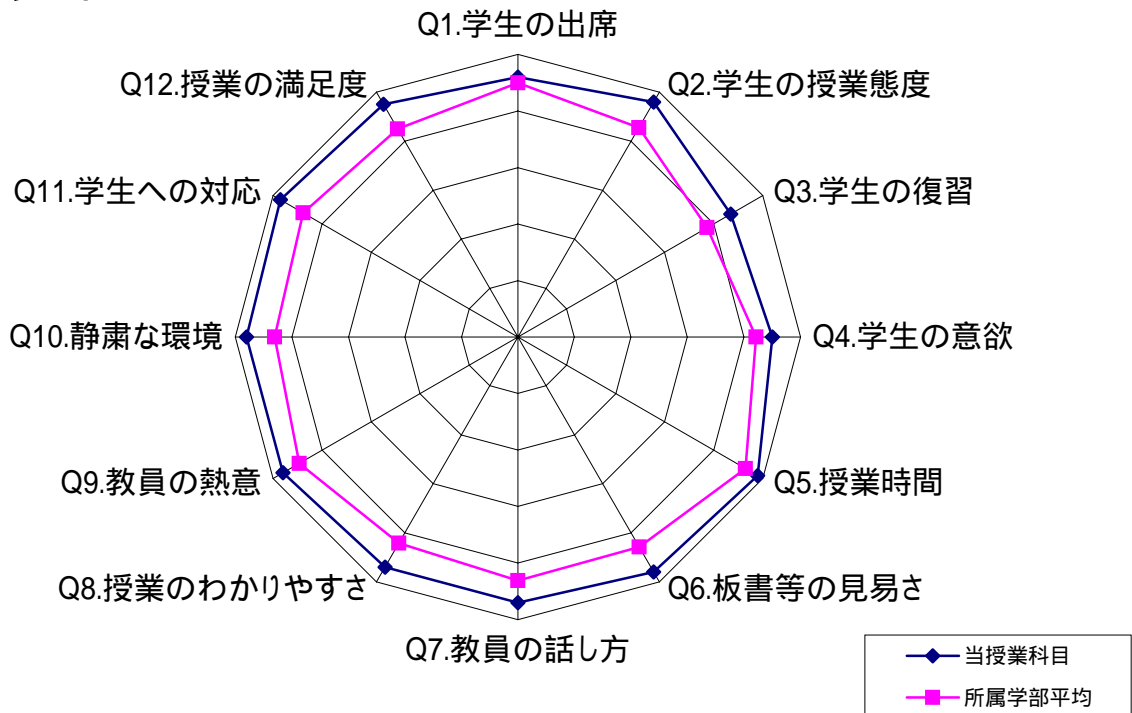 Q1.学生の出席
Q2.学生の授業態度
Q3.学生の復習
Q4.学生の意欲
Q5.授業時間
Q6.板書等の見易さ
Q7.教員の話し方
Q8.授業のわかりやすさ
Q9.教員の熱意
Q10.静粛な環境
Q11.学生への対応
Q12.授業の満足度
当授業科目
所属学部平均